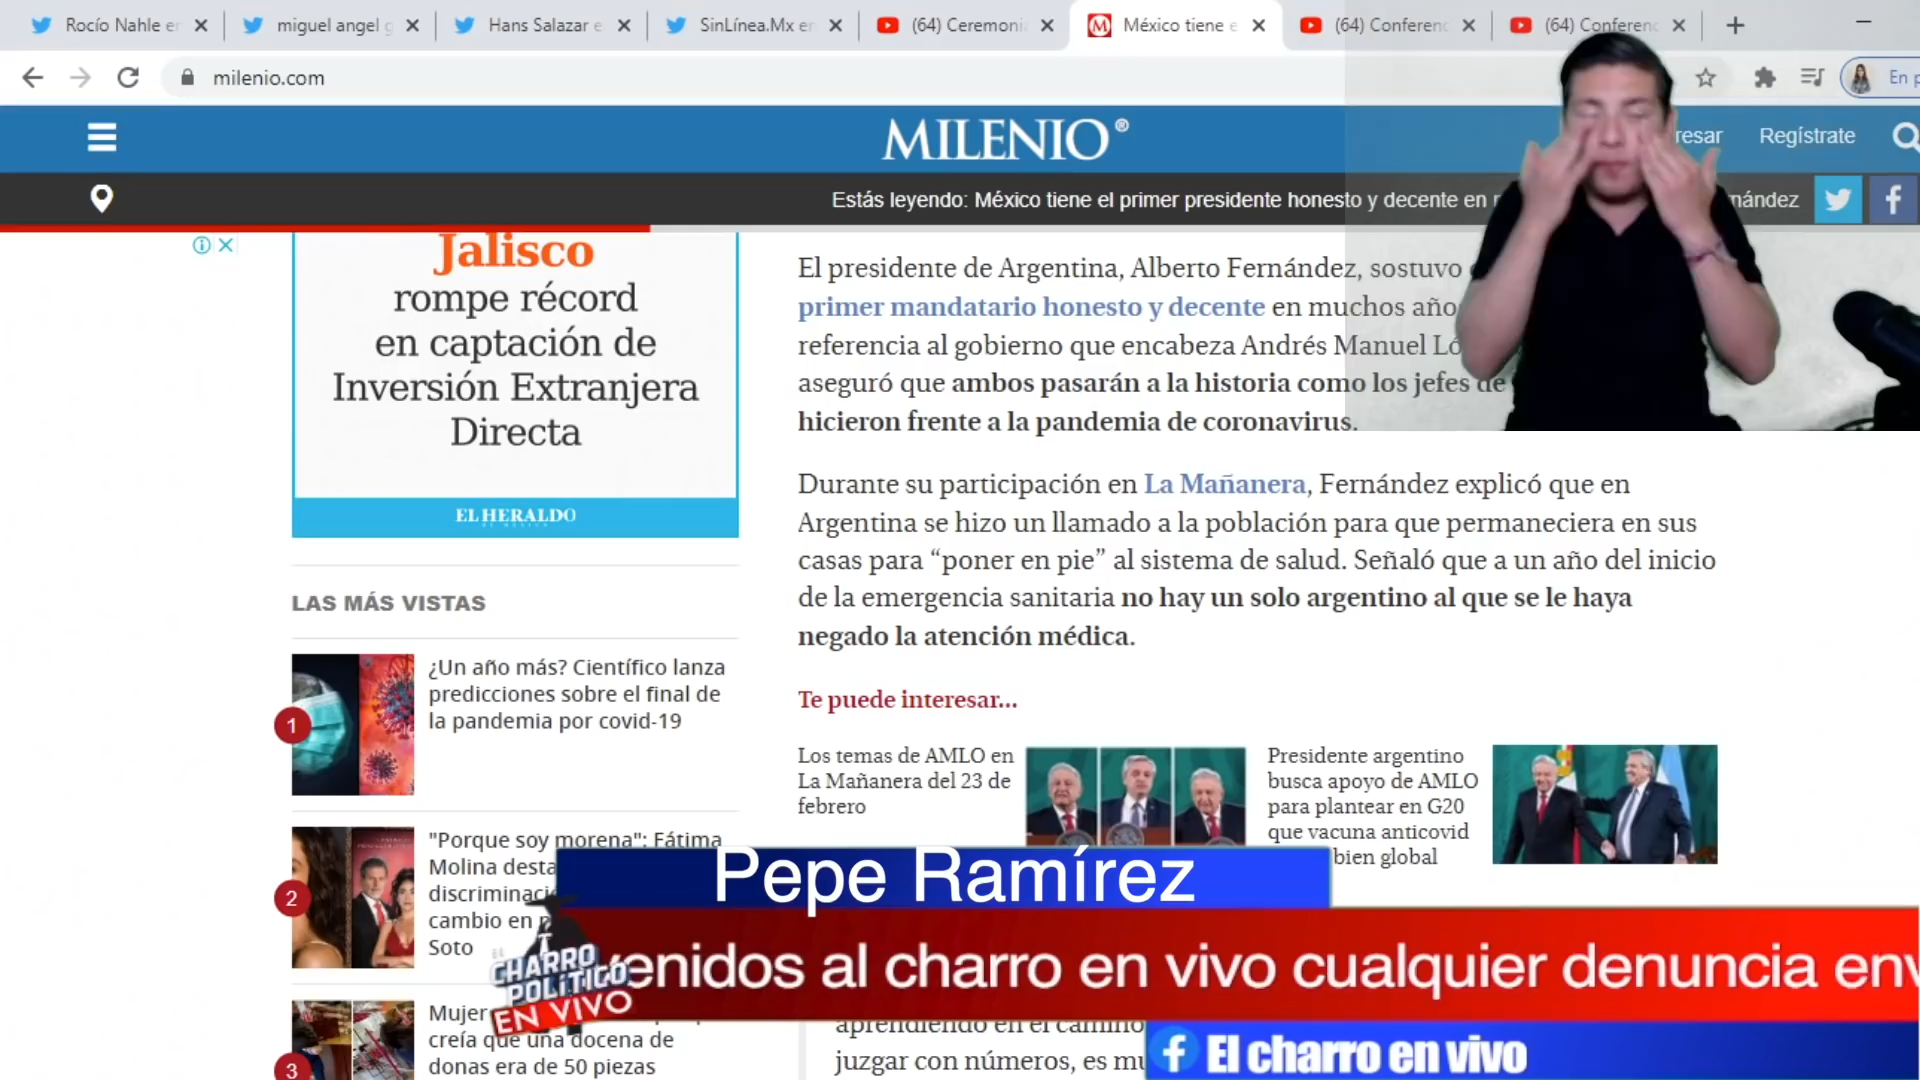 Rocío Nahle e
miguel angel g
Hans Salazar e
SinLínea.Mx en
(64) Ceremoni
México tiene e
(64) Conferenc
(64) Conferenc
milenio.com
En p
MILENIO®
resar
Regístrate
Estás leyendo: México tiene el primer presidente honesto y decente en
nández
Jalisco
rompe récord
en captación de
Inversión Extranjera
Directa
EL HERALDO
DE MÉXICO
LAS MÁS VISTAS
1
¿Un año más? Científico lanza
predicciones sobre el final de
la pandemia por covid-19
2
"Porque soy morena": Fátima
Molina desta
discriminaci
cambio en
Soto
3
Mujer
creía que una docena de
donas era de 50 piezas
El presidente de Argentina, Alberto Fernández, sostuvo
primer mandatario honesto y decente en muchos año
referencia al gobierno que encabeza Andrés Manuel Ló
aseguró que ambos pasarán a la historia como los jefes de
hicieron frente a la pandemia de coronavirus.
Durante su participación en La Mañanera, Fernández explicó que en
Argentina se hizo un llamado a la población para que permaneciera en sus
casas para “poner en pie” al sistema de salud. Señaló que a un año del inicio
de la emergencia sanitaria no hay un solo argentino al que se le haya
negado la atención médica.
Te puede interesar...
Los temas de AMLO en
La Mañanera del 23 de
febrero
Presidente argentino
busca apoyo de AMLO
para plantear en G20
que vacuna anticovid
bien global
Pepe Ramírez
CHARRO
POLÍTICO
EN VIVO
venidos al charro en vivo cualquier denuncia env
aprendiendo en el camino
juzgar con números, es mu
El charro en vivo